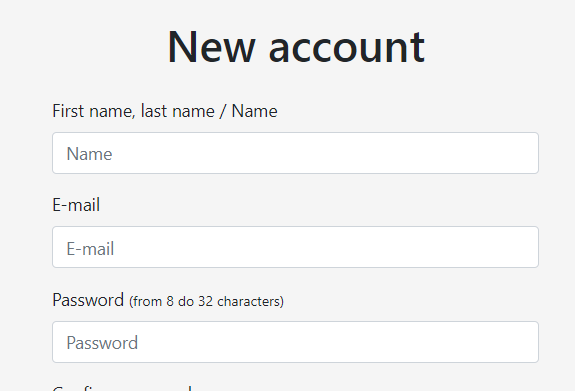 New account
First name, last name / Name
Name
E-mail
E-mail
Password (from 8 do 32 characters)
Password